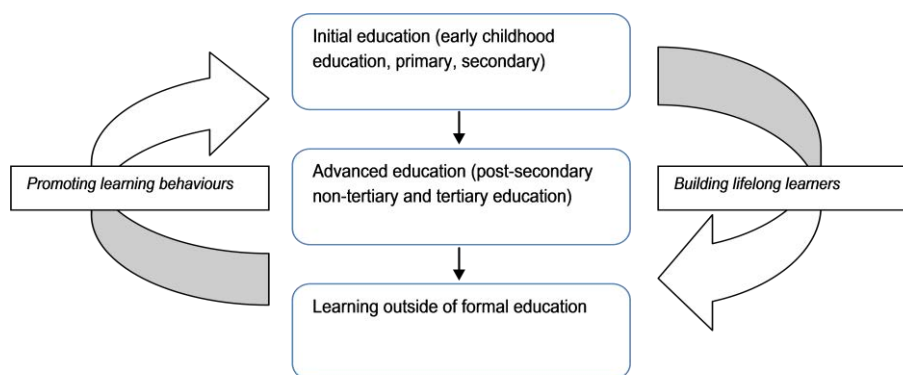 Initial education (early childhood
education, primary, secondary)
Promoting learning behaviours
Advanced education (post-secondary
non-tertiary and tertiary education)
Building lifelong learners
Learning outside of formal education